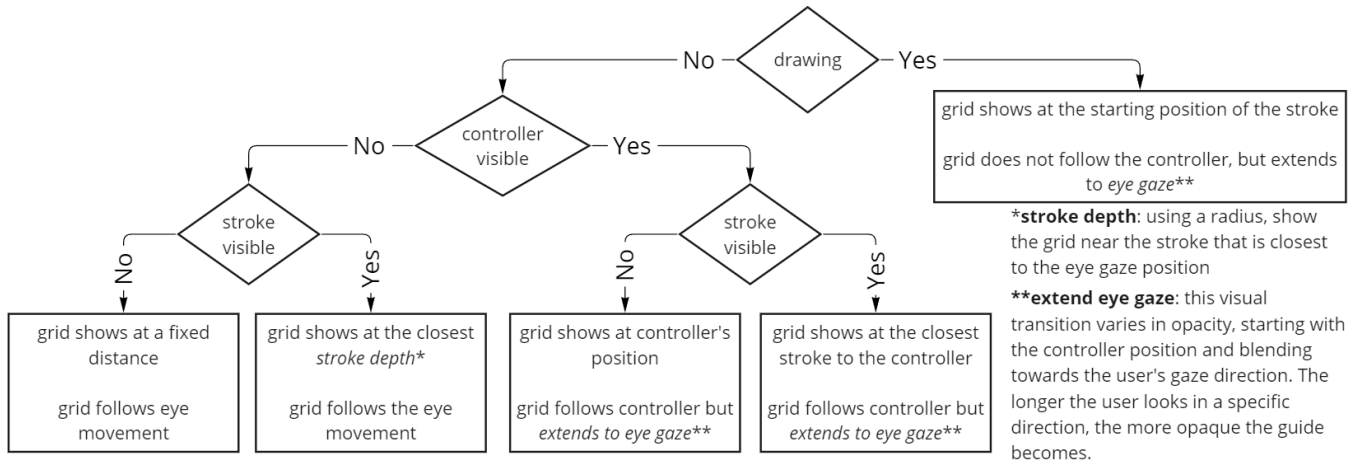 drawing
No
Yes
grid shows at the starting position of the stroke
grid does not follow the controller, but extends
to eye gaze**
controller
visible
No
Yes
stroke
visible
No
Yes
stroke
visible
No
Yes
grid shows at a fixed
distance
grid follows eye
movement
grid shows at the closest
stroke depth*
grid follows the eye
movement
grid shows at controller's
position
grid follows controller but
extends to eye gaze**
grid shows at the closest
stroke to the controller
grid follows controller but
extends to eye gaze**
*stroke depth: using a radius, show
the grid near the stroke that is closest
to the eye gaze position
**extend eye gaze: this visual
transition varies in opacity, starting with
the controller position and blending
towards the user's gaze direction. The
longer the user looks in a specific
direction, the more opaque the guide
becomes.